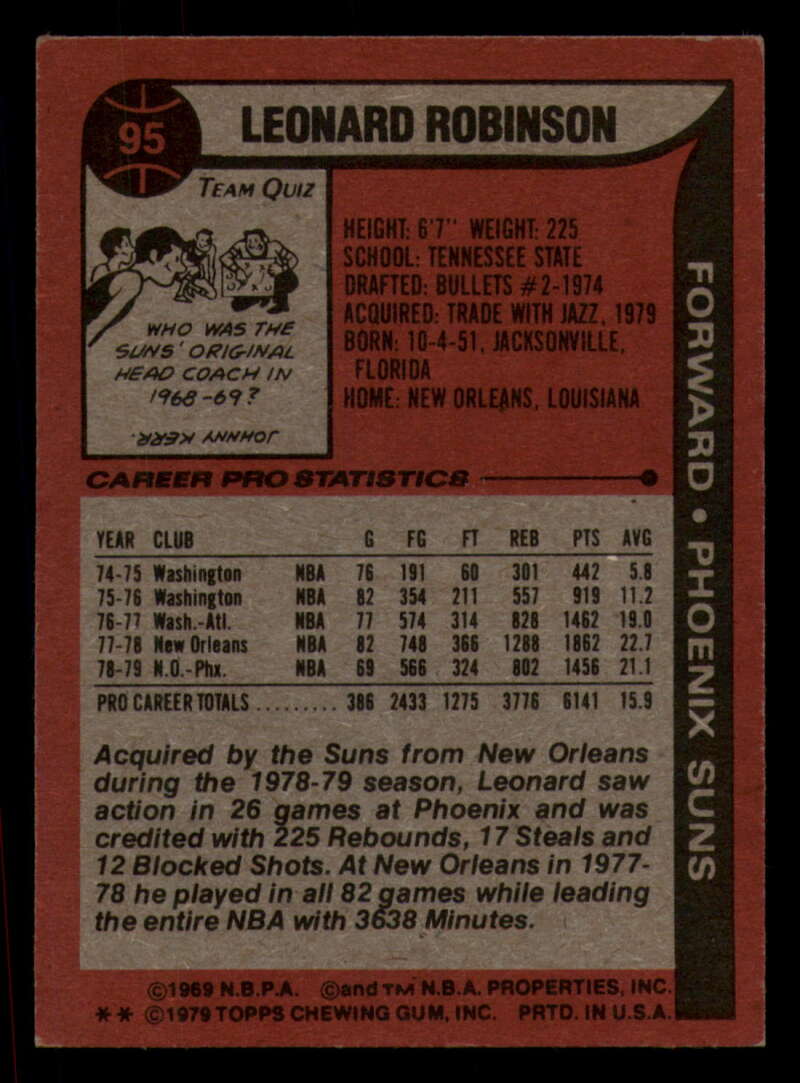 95
LEONARD ROBINSON
TEAM QUIZ
WHO WAS THE
SUNS' ORIGINAL
HEAD COACH IN
1968-69?
JOHNNY KERR.
HEIGHT: 6'7" WEIGHT: 225
SCHOOL: TENNESSEE STATE
DRAFTED: BULLETS #2-1974
ACQUIRED: TRADE WITH JAZZ, 1979
BORN: 10-4-51, JACKSONVILLE,
FLORIDA
HOME: NEW ORLEANS, LOUISIANA
FORWARD • PHOENIX SUNS
CAREER PRO STATISTICS
YEAR CLUB G FG FT REB PTS AVG
74-75 Washington NBA 76 191 60 301 442 5.8
75-76 Washington NBA 82 354 211 557 919 11.2
76-77 Wash.-Atl. NBA 77 574 314 828 1462 19.0
77-78 New Orleans NBA 82 748 366 1288 1862 22.7
78-79 N.O.-Phx. NBA 69 566 324 802 1456 21.1
PRO CAREER TOTALS ......... 386 2433 1275 3776 6141 15.9
Acquired by the Suns from New Orleans
during the 1978-79 season, Leonard saw
action in 26 games at Phoenix and was
credited with 225 Rebounds, 17 Steals and
12 Blocked Shots. At New Orleans in 1977-
78 he played in all 82 games while leading
the entire NBA with 3638 Minutes.
©1969 N.B.P.A. ©and TM N.B.A. PROPERTIES, INC.
** ©1979 TOPPS CHEWING GUM, INC. PRTD. IN U.S.A.